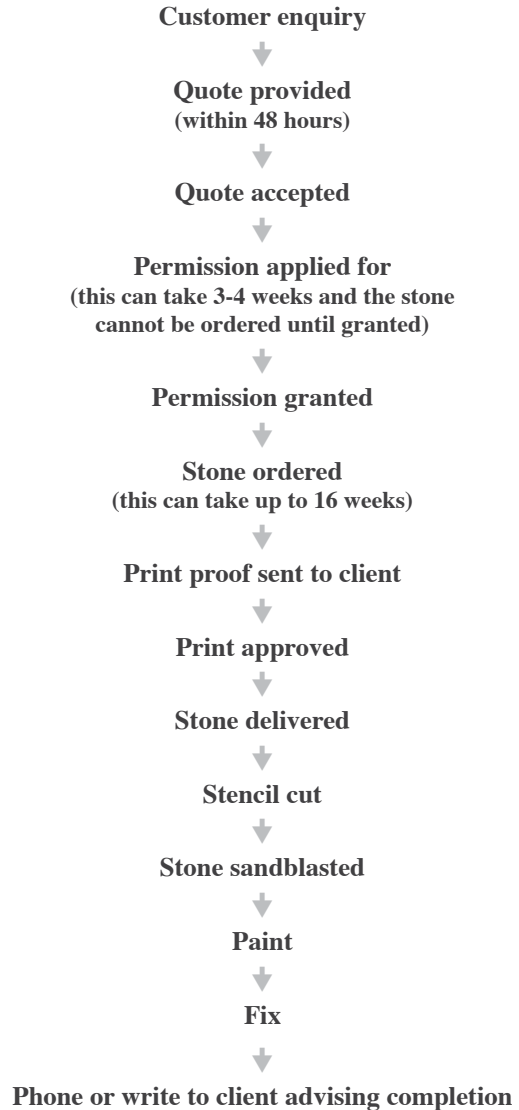 Customer enquiry
Quote provided
(within 48 hours)
Quote accepted
Permission applied for
(this can take 3-4 weeks and the stone
cannot be ordered until granted)
Permission granted
Stone ordered
(this can take up to 16 weeks)
Print proof sent to client
Print approved
Stone delivered
Stencil cut
Stone sandblasted
Paint
Fix
Phone or write to client advising completion